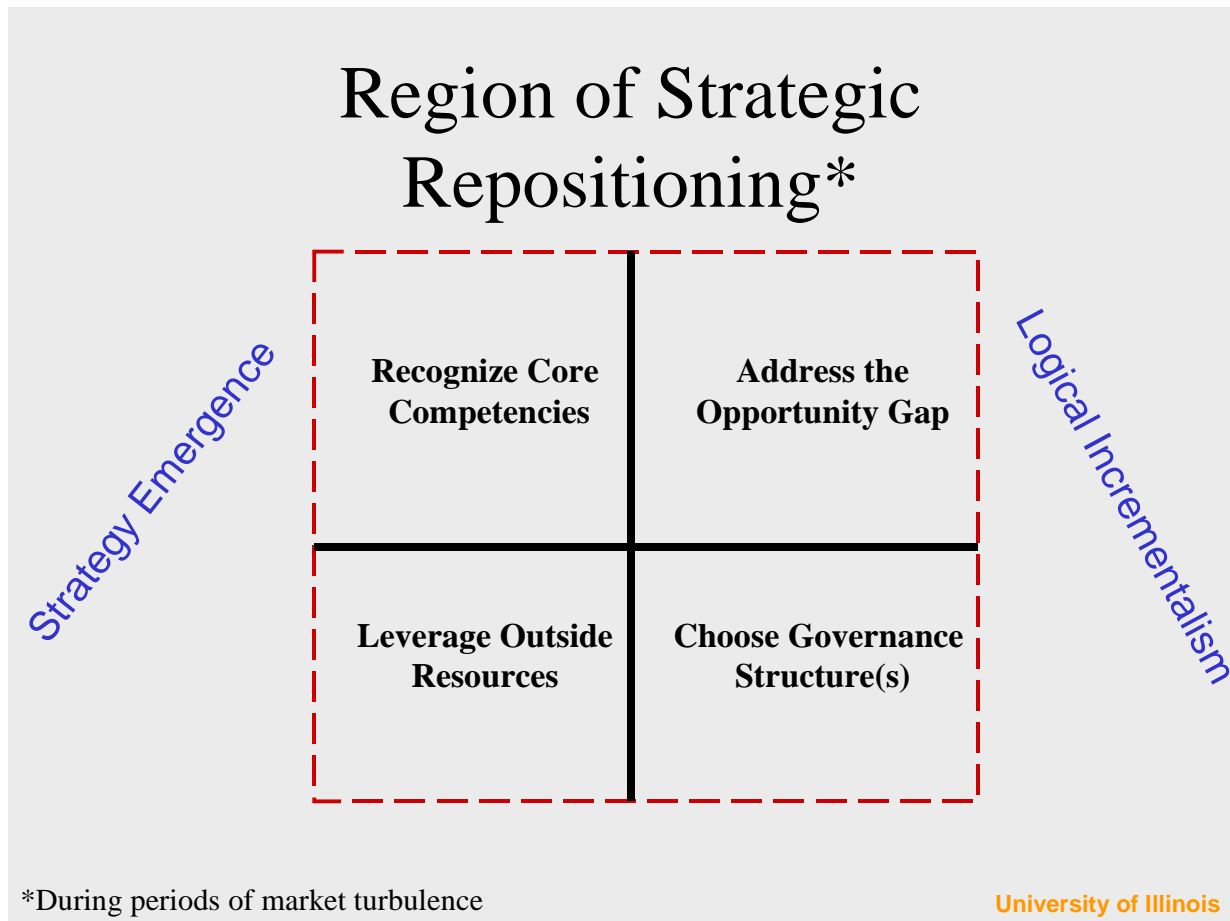 Region of Strategic
Repositioning*
Strategy Emergence
Recognize Core
Competencies
Address the
Opportunity Gap
Logical Incrementalism
Leverage Outside
Resources
Choose Governance
Structure(s)
*During periods of market turbulence
University of Illinois